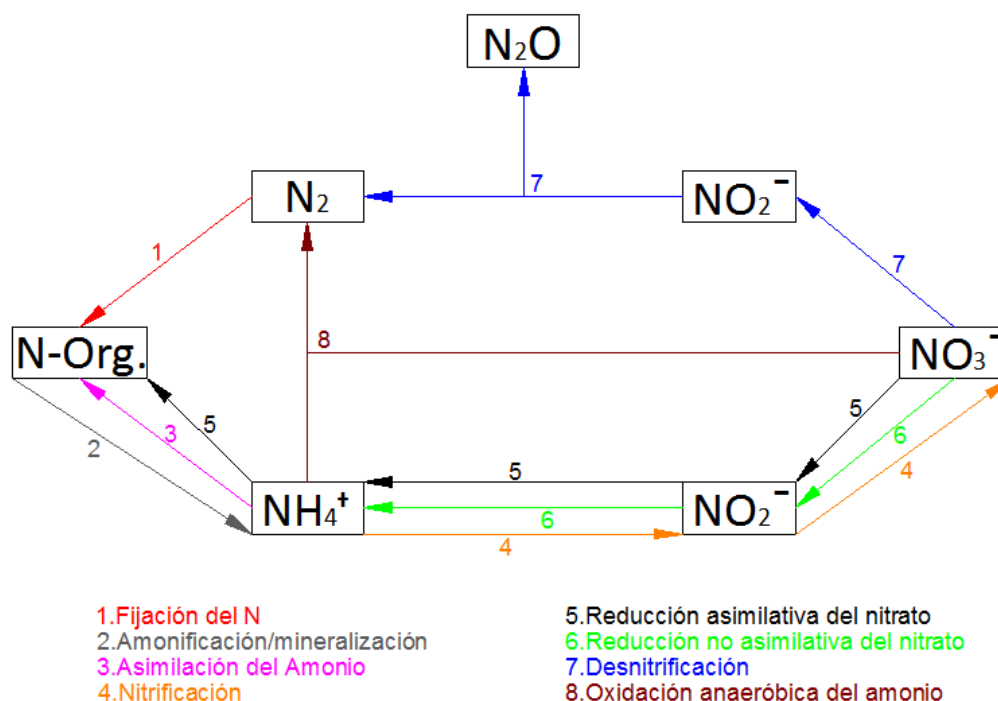 N₂O
7
N₂
NO₂⁻
1
7
8
N-Org.
NO₃⁻
2
3
5
5
6
4
5
NH₄⁺
6
NO₂⁻
4
1.Fijación del N
2.Amonificación/mineralización
3.Asimilación del Amonio
4.Nitrificación
5.Reducción asimilativa del nitrato
6.Reducción no asimilativa del nitrato
7.Desnitrificación
8.Oxidación anaeróbica del amonio